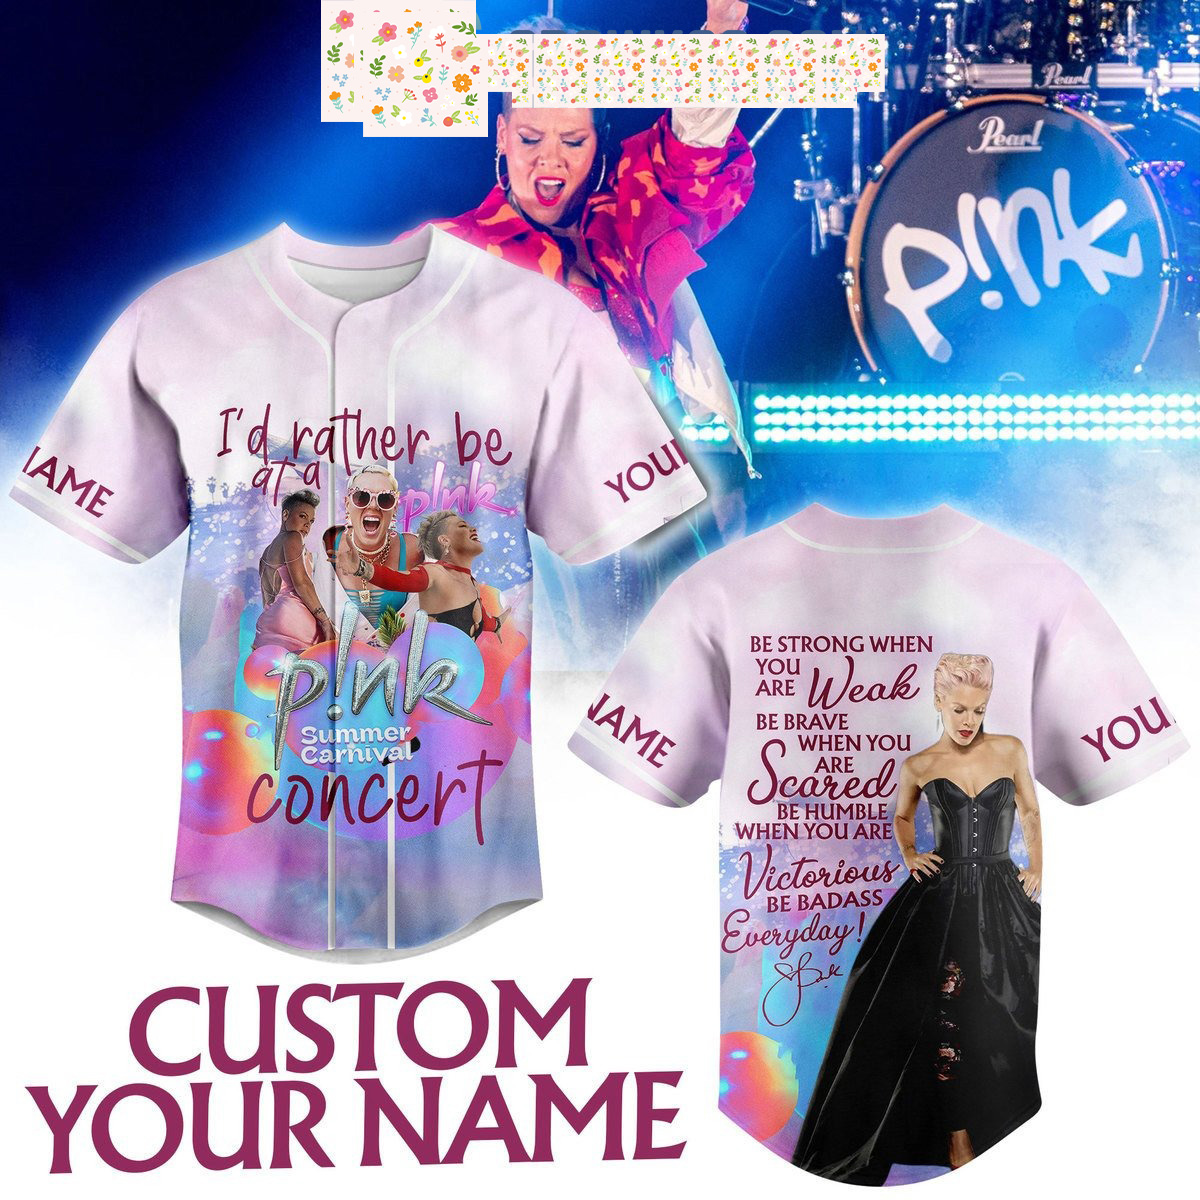 Pearl
Pearl
p!nk
I'd rather be
at a
p!nk
NAME
YOUR
p!nk
Summer
Carnival
concert
BE STRONG WHEN
YOU
ARE Weak
BE BRAVE
WHEN YOU
ARE
Scared
BE HUMBLE
WHEN YOU ARE
Victorious
BE BADASS
Everyday!
P!nk
NAME
YOU
CUSTOM
YOUR NAME